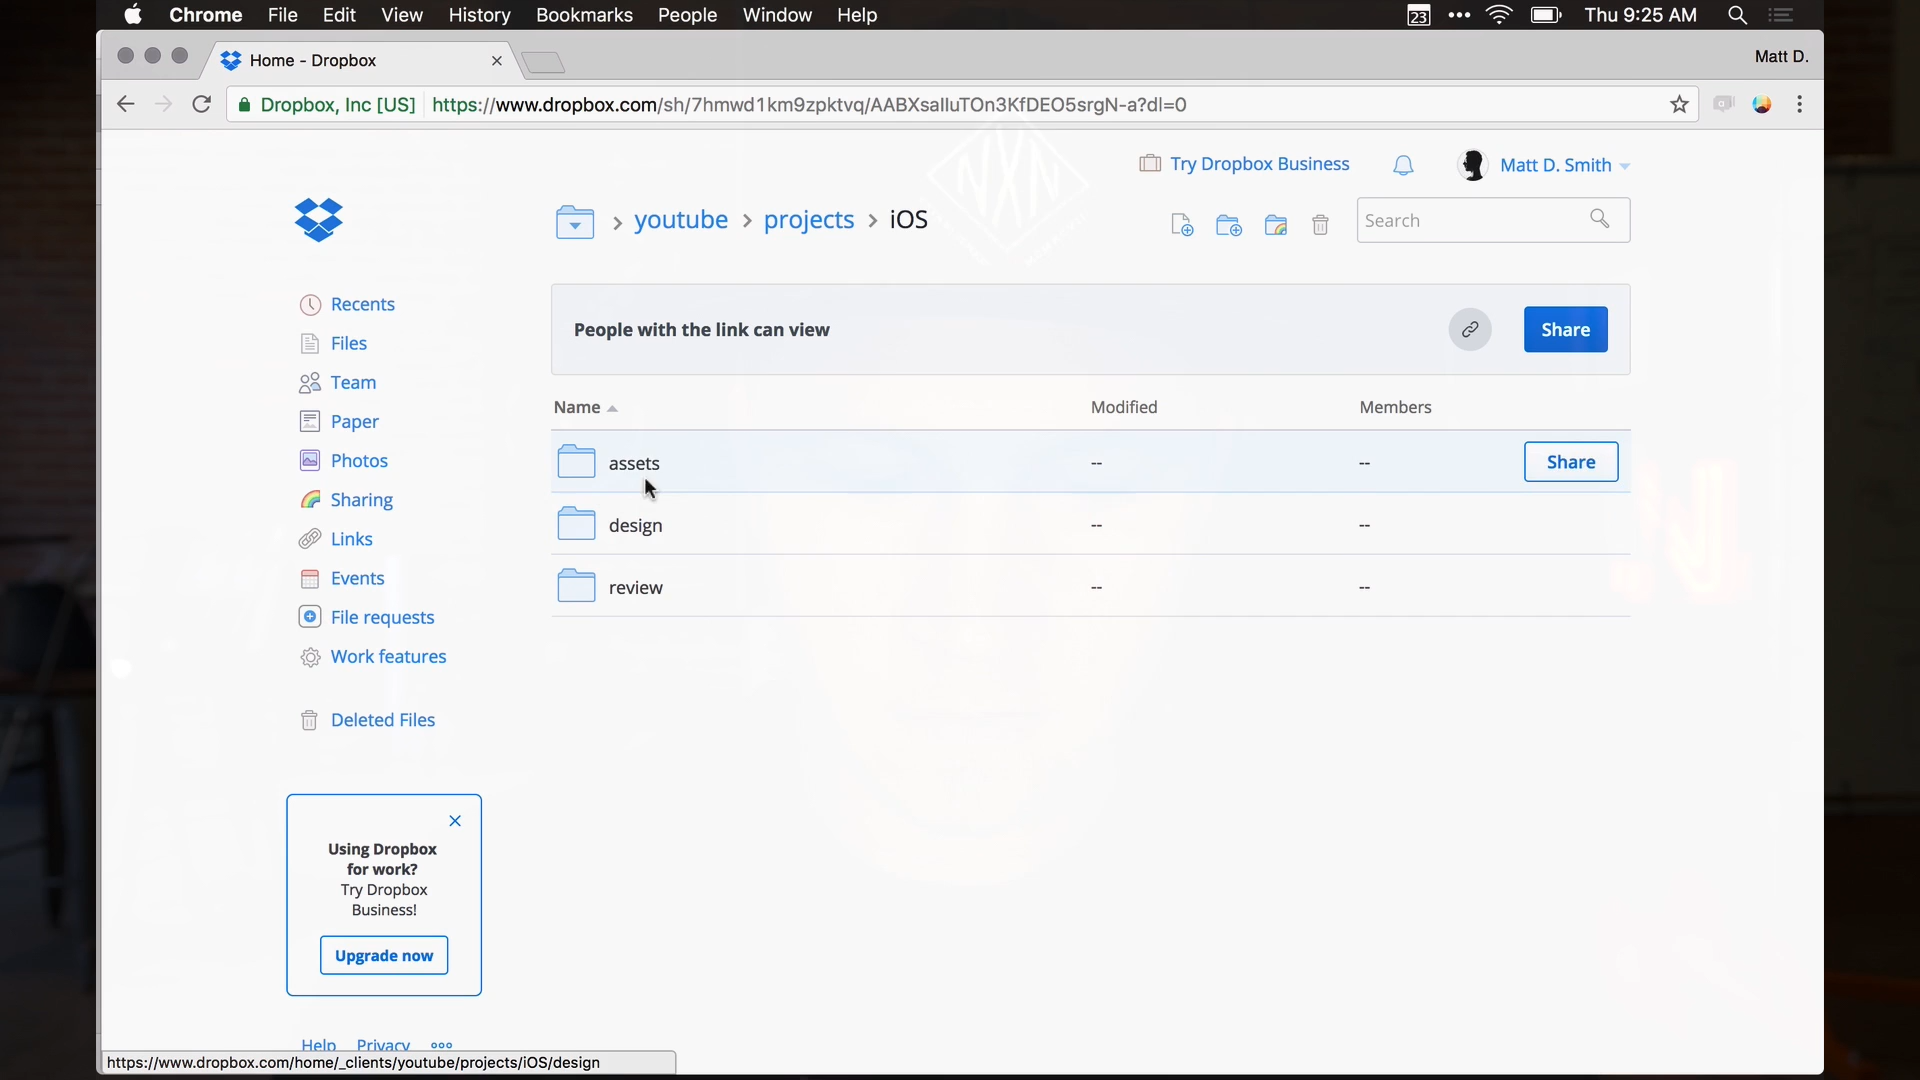 Chrome File Edit View History Bookmarks People Window Help 23 Thu 9:25 AM
Home - Dropbox Matt D.
Dropbox, Inc [US] https://www.dropbox.com/sh/7hmwd1km9zpktvq/AABXsalluTOn3KfDEO5srgN-a?dl=0
Try Dropbox Business Matt D. Smith
youtube > projects > iOS Search
People with the link can view Share
Name Modified Members
assets -- -- Share
design -- --
review -- --
Recents
Files
Team
Paper
Photos
Sharing
Links
Events
File requests
Work features
Deleted Files
Using Dropbox
for work?
Try Dropbox
Business!
Upgrade now
Help Privacy
https://www.dropbox.com/home/_clients/youtube/projects/iOS/design
NXN